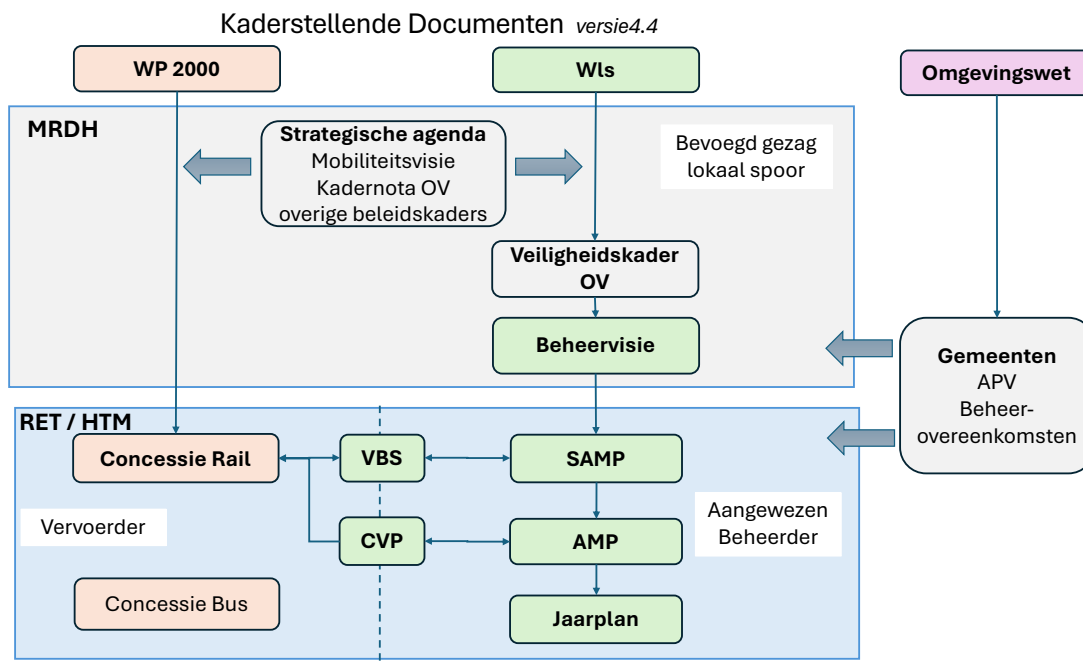 Kaderstellende Documenten versie4.4
WP 2000
Wls
Omgevingswet
MRDH
Strategische agenda
Mobiliteitsvisie
Kadernota OV
overige beleidskaders
Bevoegd gezag
lokaal spoor
Veiligheidskader
OV
Beheervisie
Gemeenten
APV
Beheer-
overeenkomsten
RET / HTM
Concessie Rail
VBS
SAMP
Vervoerder
CVP
AMP
Aangewezen
Beheerder
Concessie Bus
Jaarplan